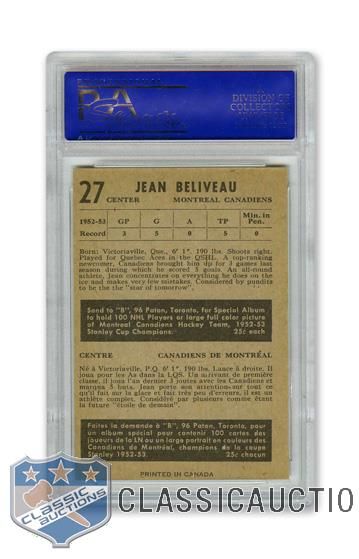 PSA
DIVISION OF
COLLECTORS
27 JEAN BELIVEAU
CENTER MONTREAL CANADIENS
1952-53 GP G A TP Min. in Pen.
Record 3 5 0 5 0
Born: Victoriaville, Que., 6' 1". 190 lbs. Shoots right.
Played for Quebec Aces in the QSHL. A top-ranking
newcomer, Canadiens brought him up for 3 games last
season during which he scored 5 goals. An all-round
athlete, Jean concentrates on everything he does on the
ice and makes very few mistakes. Considered by pundits
to be the "star of tomorrow".
Send to "B", 96 Paton, Toronto, for Special Album
to hold 100 NHL Players or large full color picture
of Montreal Canadiens Hockey Team, 1952-53
Stanley Cup Champions. 25c each
CENTRE CANADIENS DE MONTRÉAL
Né à Victoriaville, P.Q. 6' 1". 190 lbs. Lance à droite. Il
joua pour les As dans la LQS. Un arrivant de premier
classe, il joua l'an dernier 3 joutes avec les Canadiens et
marqua 5 buts. Jean porte son attention sur tout ce
qu'il fait sur la glace et fait très peu d'erreurs, il est un
athlète complet. Considéré par plusieurs comme étant la
future "étoile de demain".
Faites la demande à "B", 96 Paton, Toronto, pour
un album spécial pour contenir 100 cartes des
joueurs de la LN ou un large portrait en couleurs des
Canadiens de Montréal, champions de la coupe
Stanley 1952-53. 25c chacun
PRINTED IN CANADA
CLASSIC
AUCTIONS
CLASSICAUCTIO